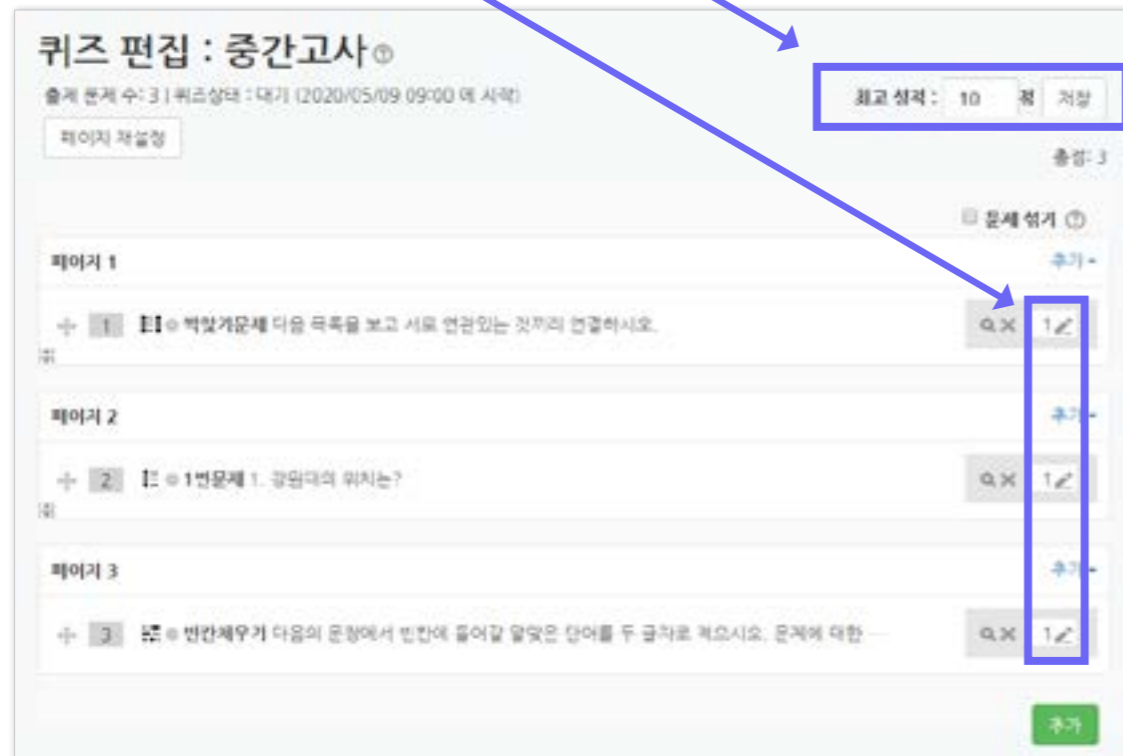 퀴즈 편집 : 중간고사
출제 문제 수: 3 | 퀴즈상태 : 대기 (2020/05/09 09:00 에 시작)
최고 성적 : 10 점 저장
페이지 재설정
총점: 3
문제 섞기
페이지 1
추가
1 짝맞추기문제 다음 목록을 보고 서로 연관있는 것끼리 연결하시오. 1
페이지 2
추가
2 1번문제 1. 강원대의 위치는? 1
페이지 3
추가
3 빈칸채우기 다음의 문장에서 빈칸에 들어갈 알맞은 단어를 두 글자로 적으시오. 문제에 대한 ... 1
추가